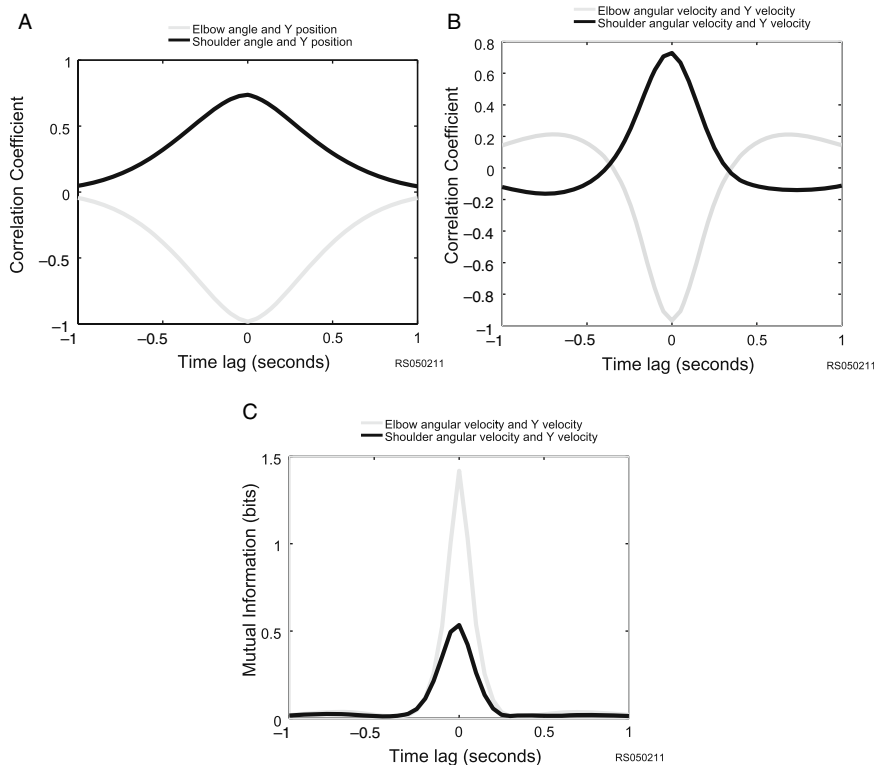 A
Elbow angle and Y position
Shoulder angle and Y position
1
0.5
0
–0.5
–1
Correlation Coefficient
–1
–0.5
0
0.5
1
Time lag (seconds)
RS050211
B
Elbow angular velocity and Y velocity
Shoulder angular velocity and Y velocity
0.8
0.6
0.4
0.2
0
–0.2
–0.4
–0.6
–0.8
–1
Correlation Coefficient
–1
–0.5
0
0.5
1
Time lag (seconds)
RS050211
C
Elbow angular velocity and Y velocity
Shoulder angular velocity and Y velocity
1.5
1
0.5
0
Mutual Information (bits)
–1
–0.5
0
0.5
1
Time lag (seconds)
RS050211